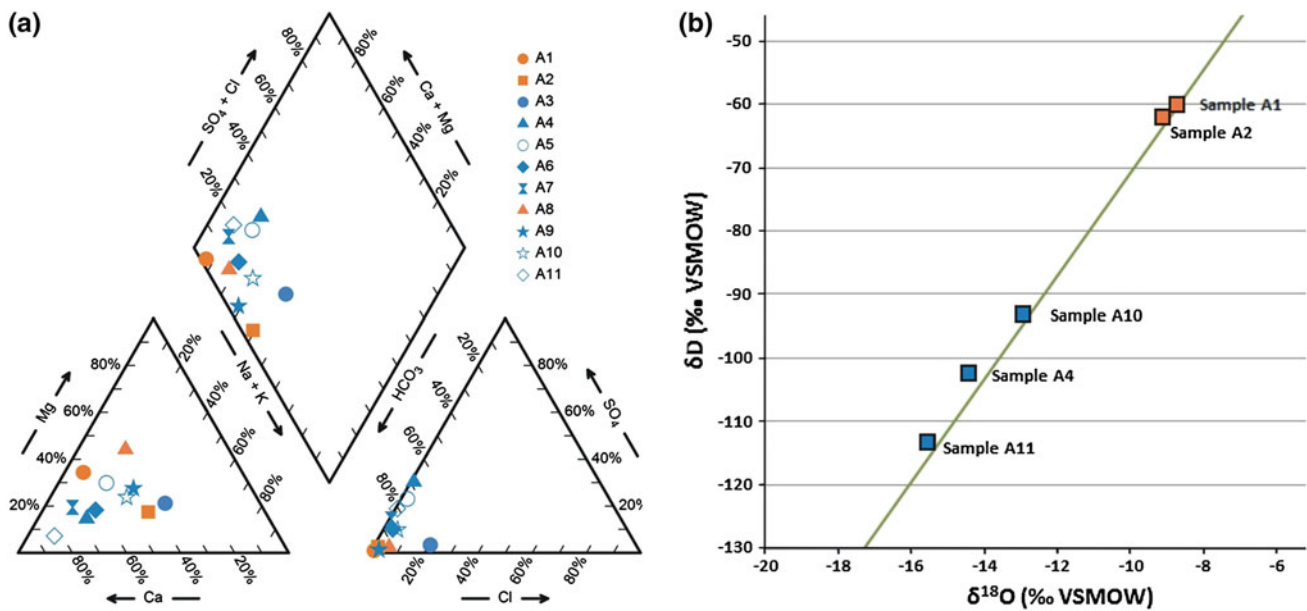 (a)
80%
80%
SO₄ + Cl
Ca + Mg
60%
60%
40%
40%
20%
20%
A1
A2
A3
A4
A5
A6
A7
A8
A9
A10
A11
Na + K
HCO₃
20%
40%
60%
80%
20%
40%
60%
80%
Mg
80%
60%
40%
20%
SO₄
80%
60%
40%
20%
80%
60%
40%
20%
Ca
20%
40%
60%
80%
Cl
(b)
δD (‰ VSMOW)
-50
-60
-70
-80
-90
-100
-110
-120
-130
Sample A1
Sample A2
Sample A10
Sample A4
Sample A11
-20
-18
-16
-14
-12
-10
-8
-6
δ¹⁸O (‰ VSMOW)